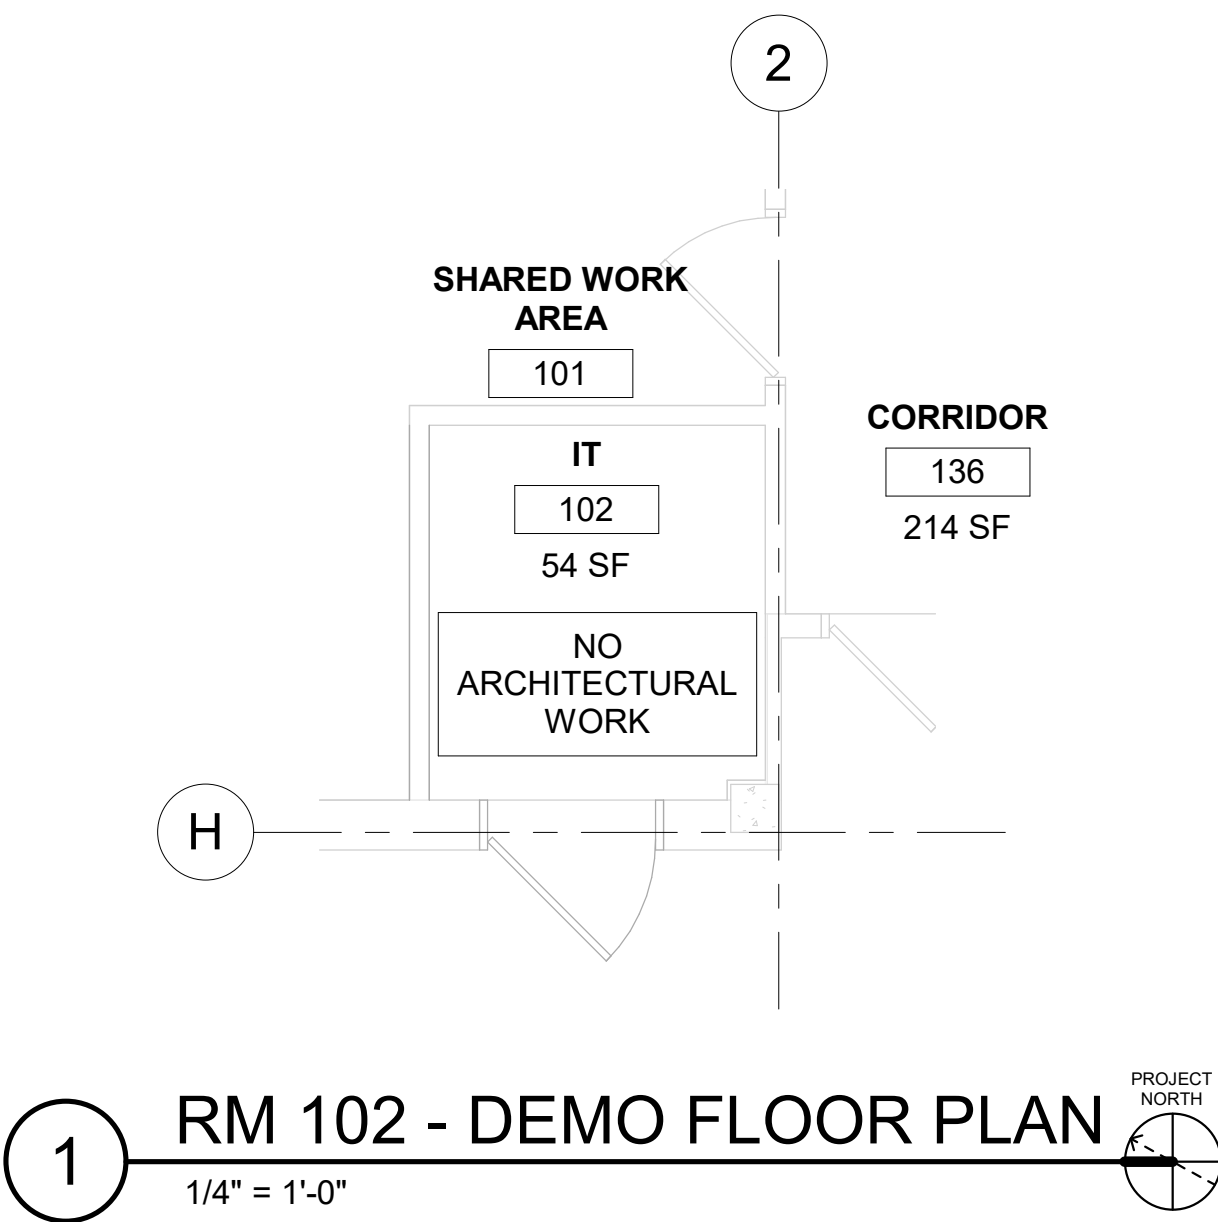 2
SHARED WORK
AREA
101
CORRIDOR
136
214 SF
IT
102
54 SF
NO
ARCHITECTURAL
WORK
H
1
RM 102 - DEMO FLOOR PLAN
1/4" = 1'-0"
PROJECT
NORTH